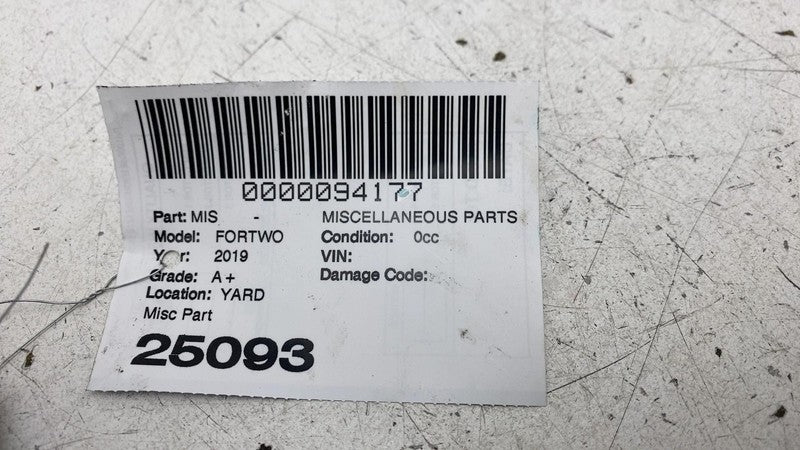 0000094177
Part: MIS - MISCELLANEOUS PARTS
Model: FORTWO Condition: 0cc
Year: 2019 VIN:
Grade: A+ Damage Code:
Location: YARD
Misc Part
25093